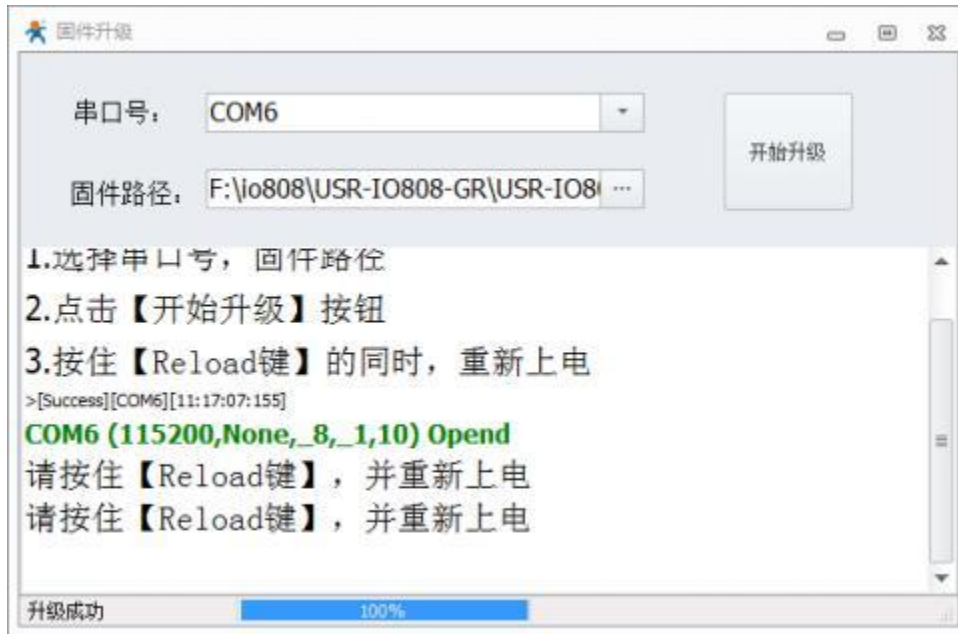 固件升级
串口号：
COM6
开始升级
固件路径：
F:\io808\USR-IO808-GR\USR-IO8
...
1.选择串口号，固件路径
2.点击【开始升级】按钮
3.按住【Reload键】的同时，重新上电
>[Success][COM6][11:17:07:155]
COM6 (115200,None,_8,_1,10) Opend
请按住【Reload键】，并重新上电
请按住【Reload键】，并重新上电
升级成功
100%